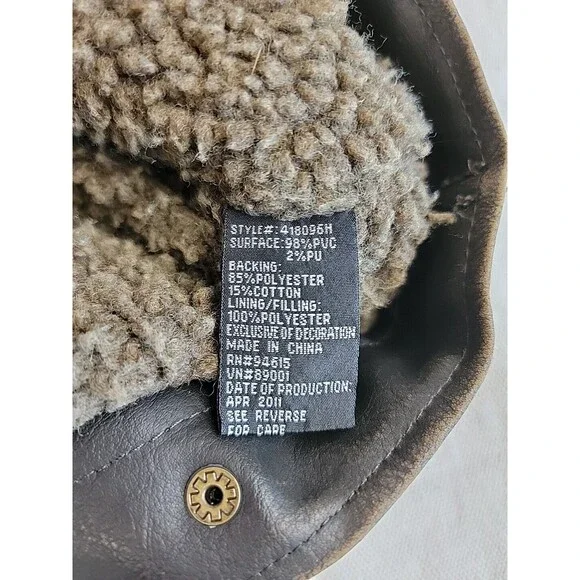 STYLE#:418096H
SURFACE:98%PVC
2%PU
BACKING:
85%POLYESTER
15%COTTON
LINING/FILLING:
100%POLYESTER
EXCLUSIVE OF DECORATION
MADE IN CHINA
RN#94615
VN#89001
DATE OF PRODUCTION:
APR 2011
SEE REVERSE
FOR CARE